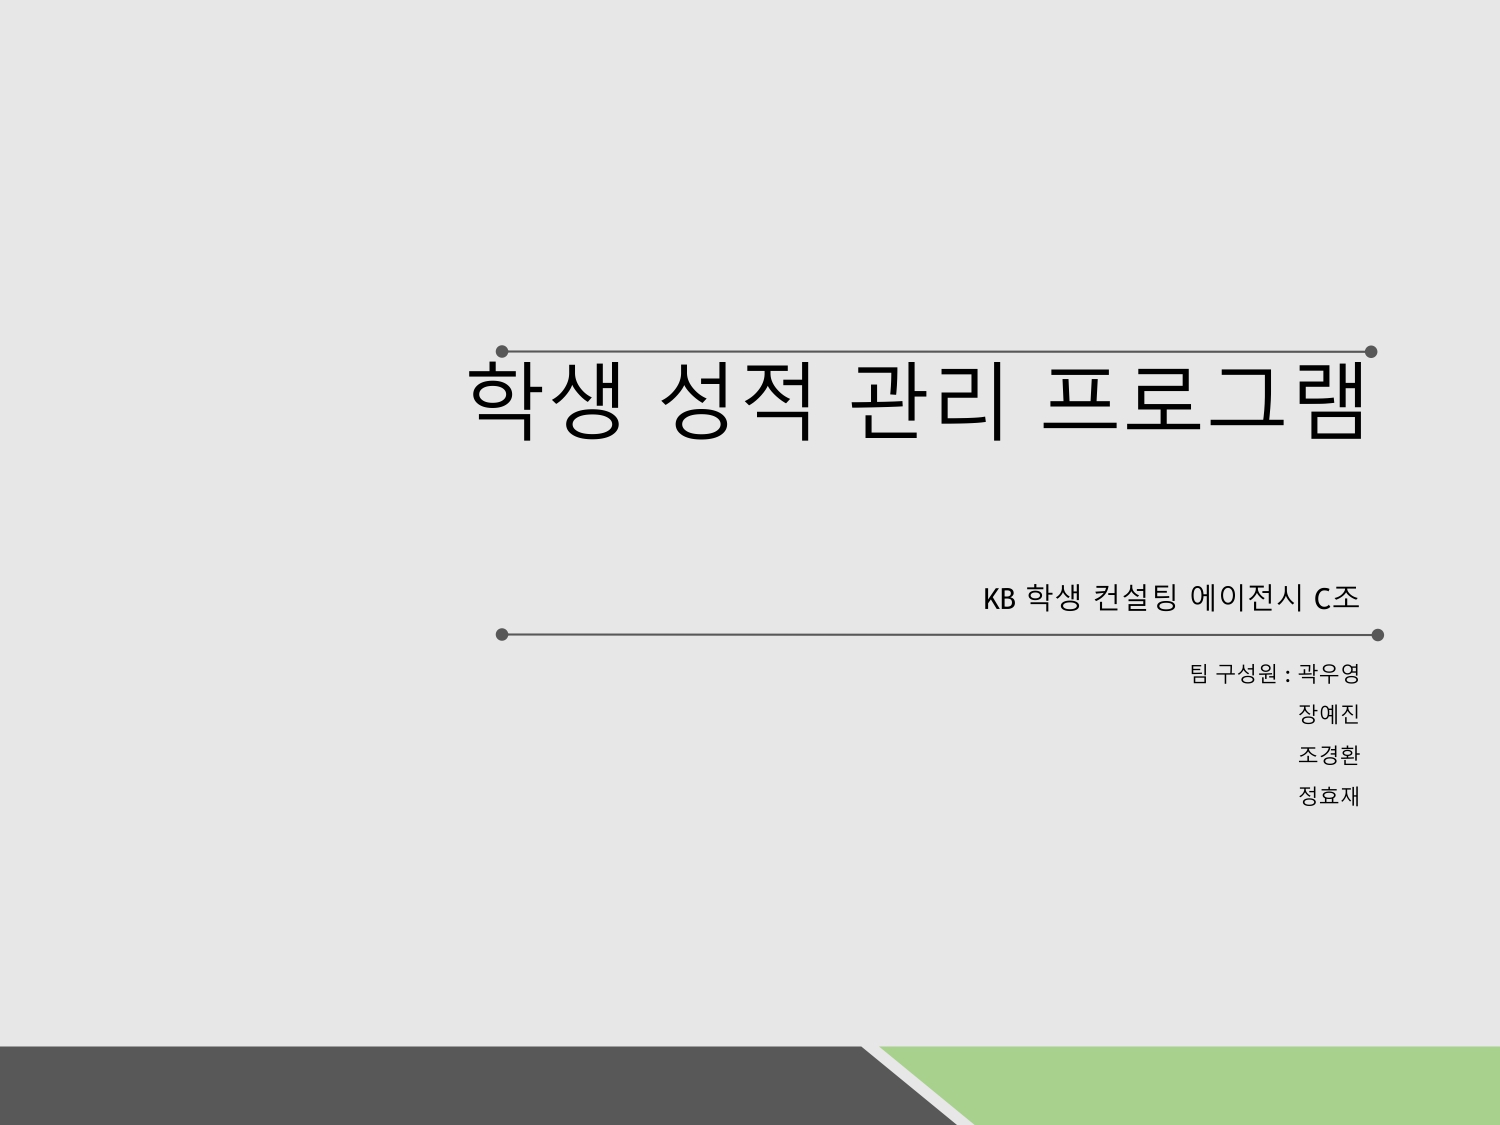 학생 성적 관리 프로그램
KB 학생 컨설팅 에이전시 C조
팀 구성원 : 곽우영
장예진
조경환
정효재